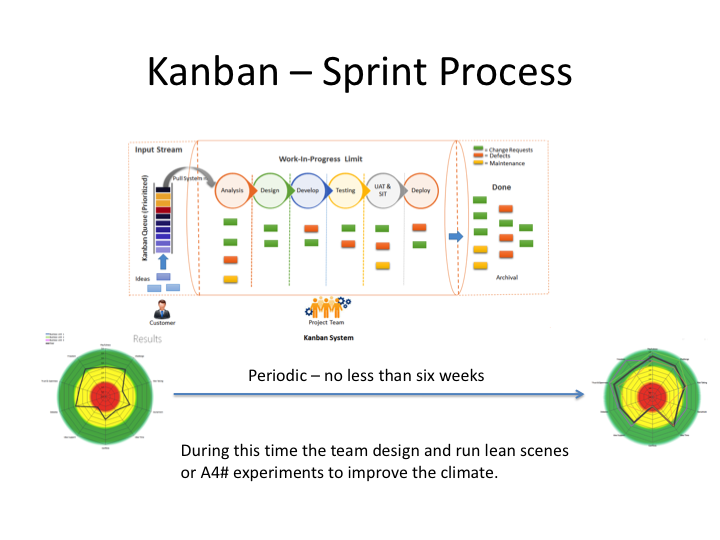 Kanban – Sprint Process
Input Stream
Pull System
Work-In-Progress Limit
= Change Requests
= Defects
= Maintenance
Kanban Queue (Prioritized)
Analysis
Design
Develop
Testing
UAT &
SIT
Deploy
Done
Ideas
Archival
Customer
Project Team
Kanban System
Results
Periodic – no less than six weeks
During this time the team design and run lean scenes
or A4# experiments to improve the climate.